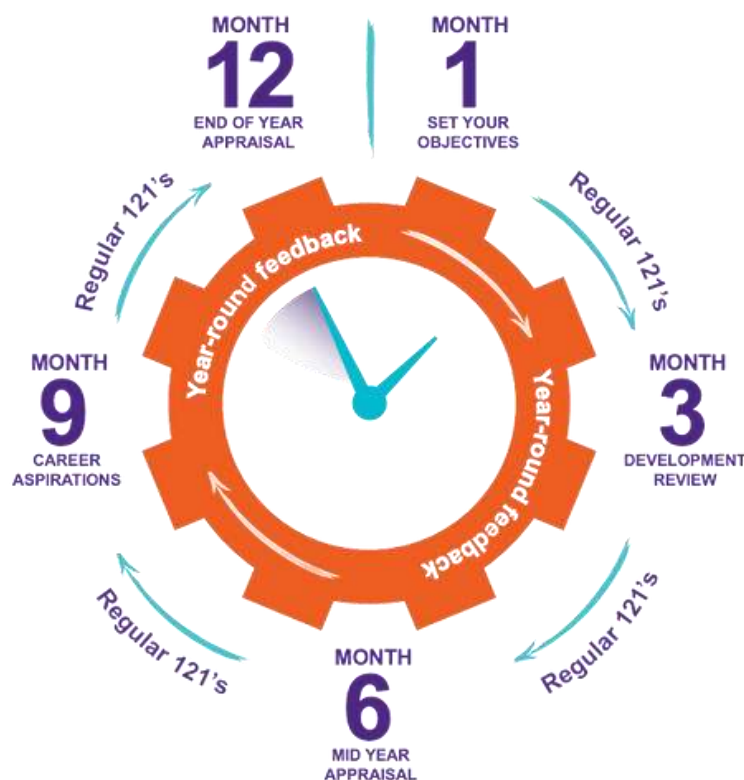 MONTH
12
END OF YEAR
APPRAISAL
MONTH
1
SET YOUR
OBJECTIVES
Regular 121's
MONTH
3
DEVELOPMENT
REVIEW
Regular 121's
MONTH
6
MID YEAR
APPRAISAL
Regular 121's
MONTH
9
CAREER
ASPIRATIONS
Regular 121's
Year-round feedback
Year-round feedback